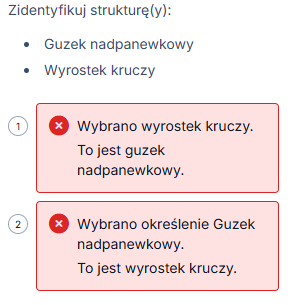 Zidentyfikuj strukturę(y):
• Guzek nadpanewkowy
• Wyrostek kruczy
1
Wybrano wyrostek kruczy.
To jest guzek
nadpanewkowy.
2
Wybrano określenie Guzek
nadpanewkowy.
To jest wyrostek kruczy.